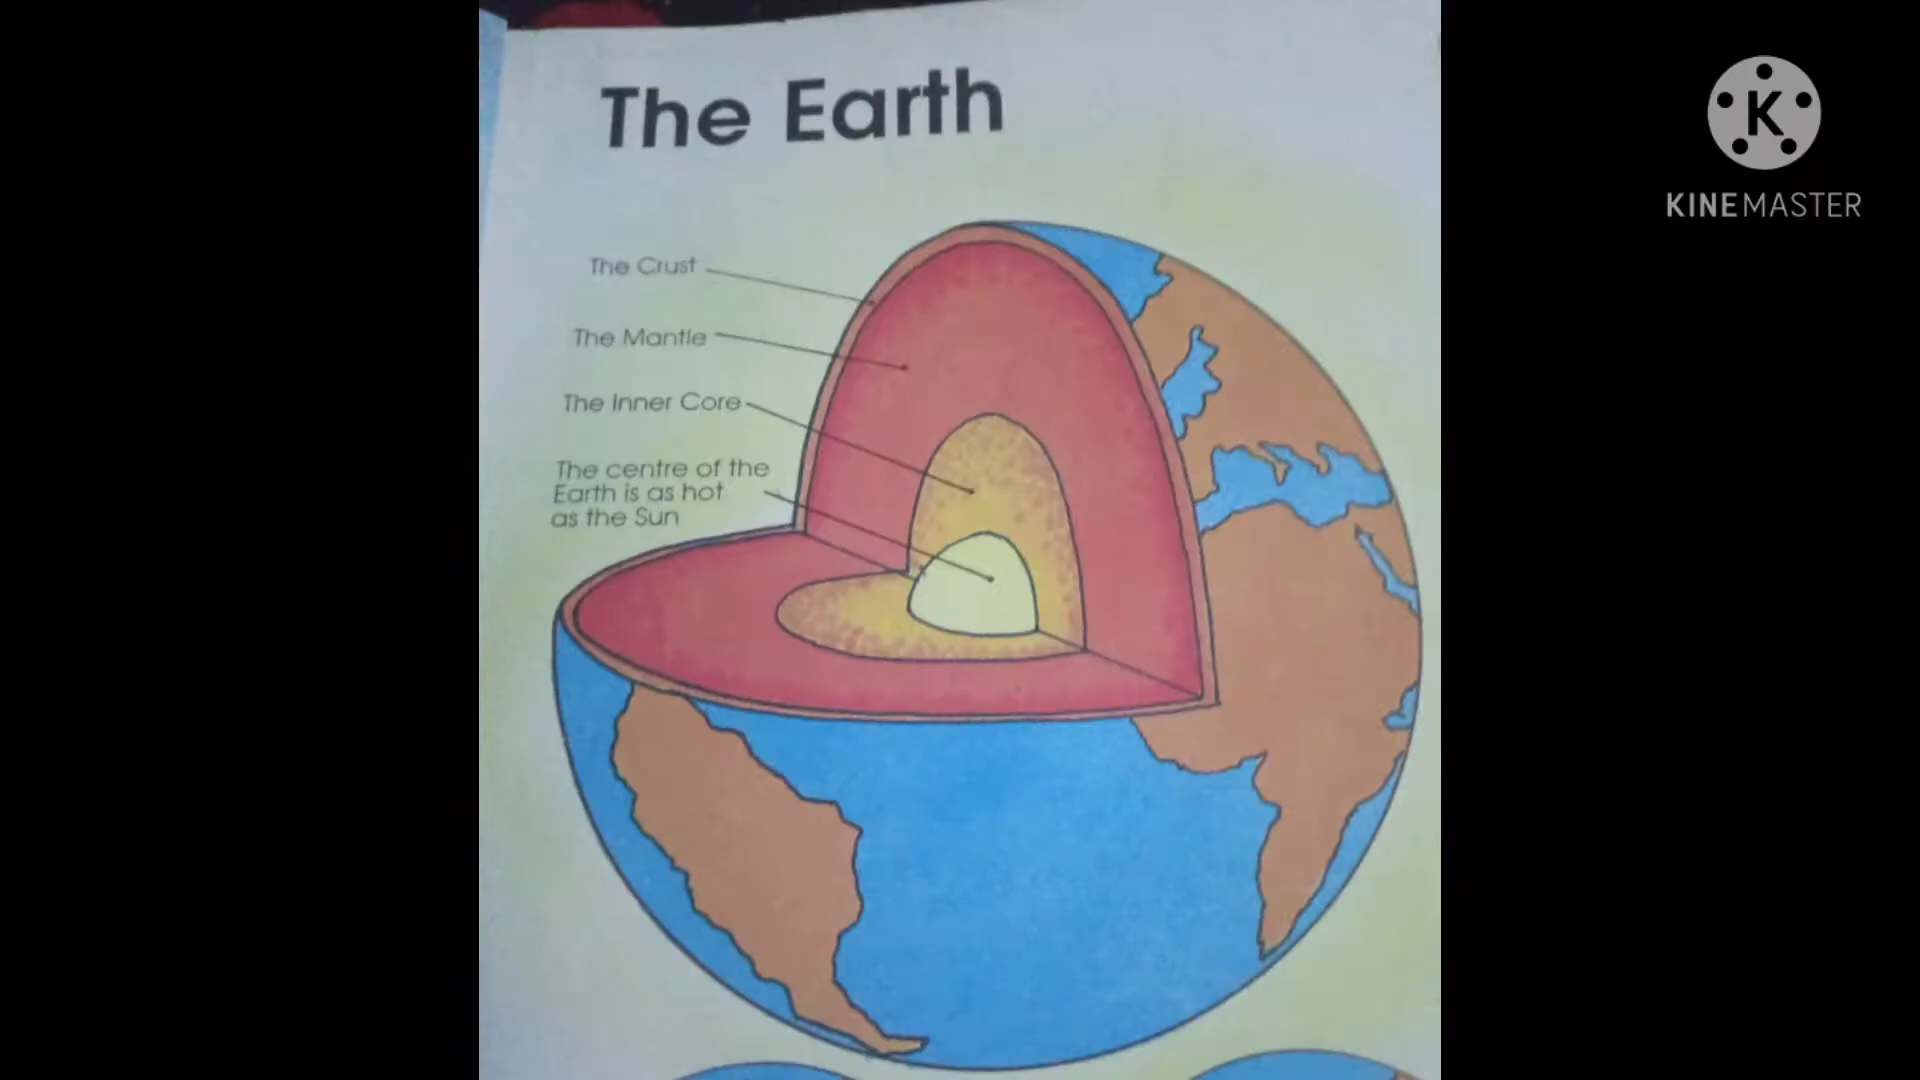 The Earth
The Crust
The Mantle
The Inner Core
The centre of the
Earth is as hot
as the Sun
K
KINEMASTER